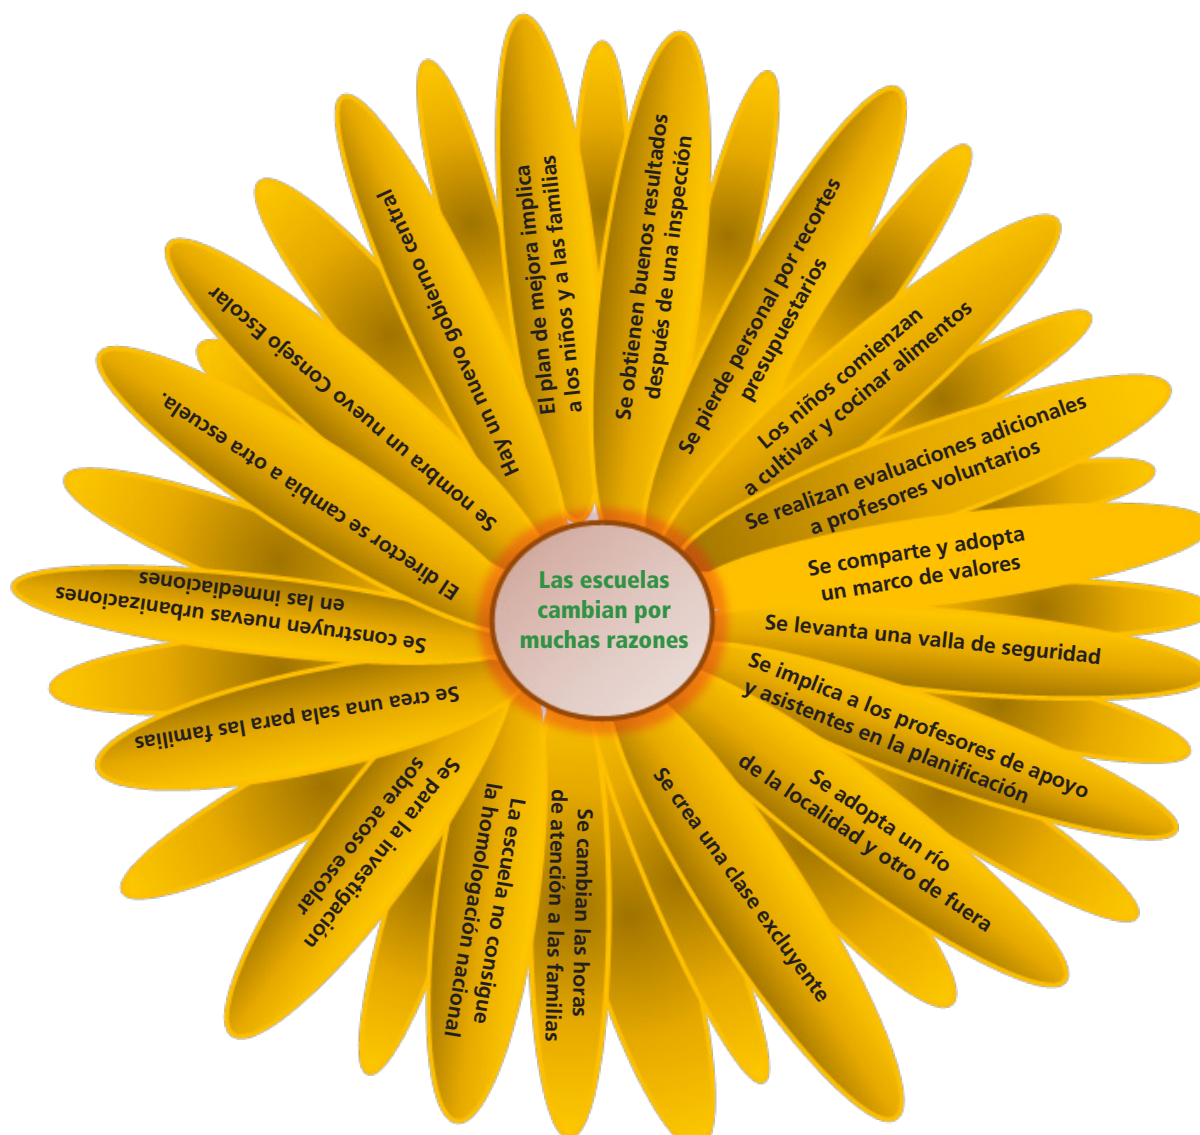 Las escuelas
cambian por
muchas razones
El plan de mejora implica
a los niños y a las familias
Se obtienen buenos resultados
después de una inspección
Se pierde personal por recortes
presupuestarios
Los niños comienzan
a cultivar y cocinar alimentos
Se realizan evaluaciones adicionales
a profesores voluntarios
Se comparte y adopta
un marco de valores
Se levanta una valla de seguridad
Se implica a los profesores de apoyo
y asistentes en la planificación
Se adopta un río
de la localidad y otro de fuera
Se crea una clase excluyente
Se cambian las horas
de atención a las familias
La escuela no consigue
la homologación nacional
Se para la investigación
sobre acoso escolar
Se crea una sala para las familias
Se construyen nuevas urbanizaciones
en las inmediaciones
El director se cambia a otra escuela.
Se nombra un nuevo Consejo Escolar
Hay un nuevo gobierno central